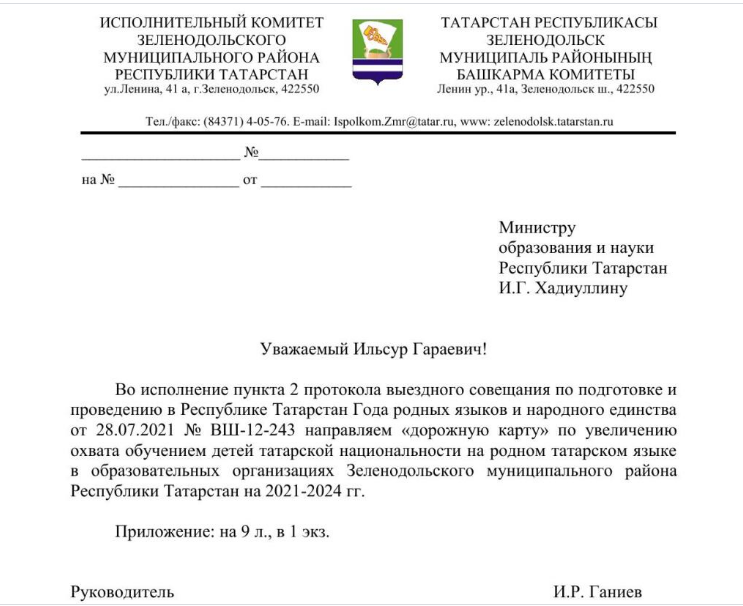 ИСПОЛНИТЕЛЬНЫЙ КОМИТЕТ
ЗЕЛЕНОДОЛЬСКОГО
МУНИЦИПАЛЬНОГО РАЙОНА
РЕСПУБЛИКИ ТАТАРСТАН
ул.Ленина, 41 а, г.Зеленодольск, 422550
ТАТАРСТАН РЕСПУБЛИКАСЫ
ЗЕЛЕНОДОЛЬСК
МУНИЦИПАЛЬ РАЙОНЫНЫҢ
БАШКАРМА КОМИТЕТЫ
Ленин ур., 41а, Зеленодольск ш., 422550
Тел./факс: (84371) 4-05-76. E-mail: Ispolkom.Zmr@tatar.ru, www: zelenodolsk.tatarstan.ru
_____________________ №____________
на № ________________ от ____________
Министру
образования и науки
Республики Татарстан
И.Г. Хадиуллину
Уважаемый Ильсур Гараевич!
Во исполнение пункта 2 протокола выездного совещания по подготовке и
проведению в Республике Татарстан Года родных языков и народного единства
от 28.07.2021 № ВШ-12-243 направляем «дорожную карту» по увеличению
охвата обучением детей татарской национальности на родном татарском языке
в образовательных организациях Зеленодольского муниципального района
Республики Татарстан на 2021-2024 гг.
Приложение: на 9 л., в 1 экз.
Руководитель И.Р. Ганиев